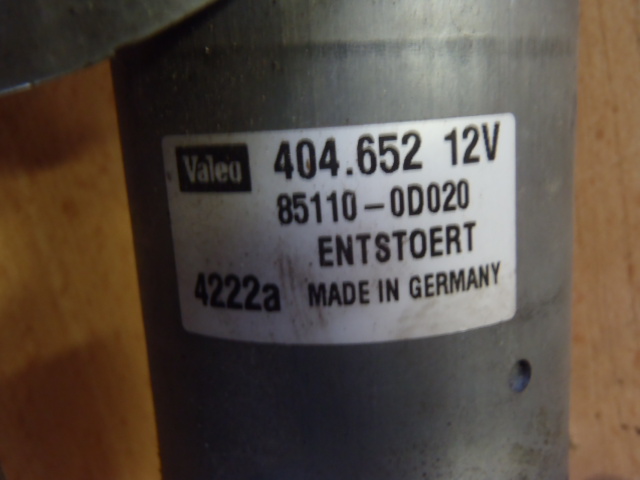 Valeo 404.652 12V
85110-0D020
ENTSTOERT
4222a MADE IN GERMANY